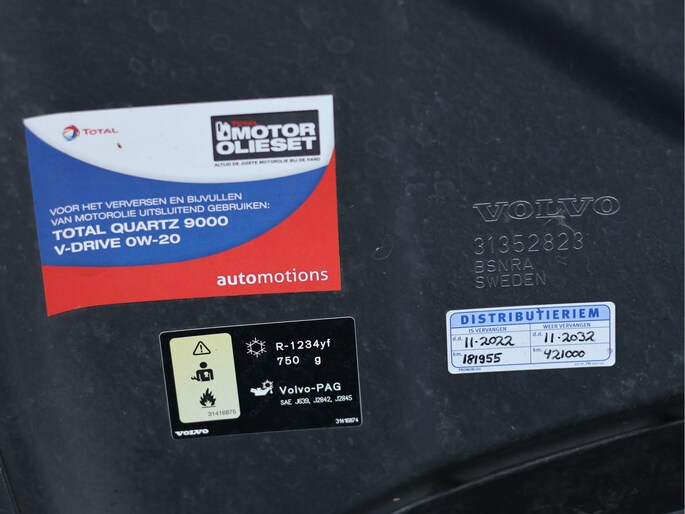 TOTAL
TOTAL
MOTOR
OLIESET
ALTIJD DE JUISTE MOTOROLIE BIJ DE HAND
VOOR HET VERVERSEN EN BIJVULLEN
VAN MOTOROLIE UITSLUITEND GEBRUIKEN:
TOTAL QUARTZ 9000
V-DRIVE 0W-20
automotions
VOLVO
31352823
BSNRA
SWEDEN
DISTRIBUTIERIEM
IS VERVANGEN WEER VERVANGEN
d.d. 11-2022 d.d. 11-2032
km. 181955 km. 421000
R-1234yf
750 g
Volvo-PAG
SAE J639, J2842, J2845
31416876
31416874
VOLVO